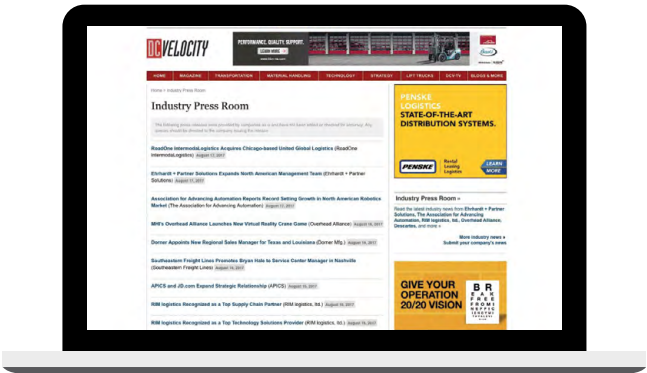 DCVELOCITY
PERFORMANCE. QUALITY. SUPPORT.
LEARN MORE
HOME MAGAZINE TRANSPORTATION MATERIAL HANDLING TECHNOLOGY STRATEGY LIFT TRUCKS DCV-TV BLOGS & MORE
Home > Industry Press Room
Industry Press Room
ReadOne IntermodaLogistics Acquires Chicago-based United Global Logistics (RoadOne
IntermodaLogistics) August 17, 2017
Ehrhardt + Partner Solutions Expands North American Management Team (Ehrhardt + Partner
Solutions) August 17, 2017
Association for Advancing Automation Reports Record Setting Growth in North American Robotics
Market (The Association for Advancing Automation) August 17, 2017
MHI's Overhead Alliance Launches New Virtual Reality Crane Game (Overhead Alliance) August 16, 2017
Dorner Appoints New Regional Sales Manager for Texas and Louisiana (Dorner Mfg.) August 16, 2017
Southeastern Freight Lines Promotes Bryan Hale to Service Center Manager in Nashville
(Southeastern Freight Lines) August 16, 2017
APICS and JD.com Expand Strategic Relationship (APICS) August 16, 2017
RIM logistics Recognized as a Top Supply Chain Partner (RIM logistics, ltd.) August 16, 2017
RIM logistics Recognized as a Top Technology Solutions Provider (RIM logistics, ltd.) August 16, 2017
PENSKE
LOGISTICS
STATE-OF-THE-ART
DISTRIBUTION SYSTEMS.
PENSKE
Rental
Leasing
Logistics
LEARN
MORE
Industry Press Room »
Read the latest industry news from Ehrhardt + Partner
Solutions, The Association for Advancing
Automation, RIM logistics, ltd., Overhead Alliance,
Descartes, and more »
More industry news »
Submit your company's news
GIVE YOUR
OPERATION
20/20 VISION
B R
E A K
F R E E
F R O M I
N E F F I C